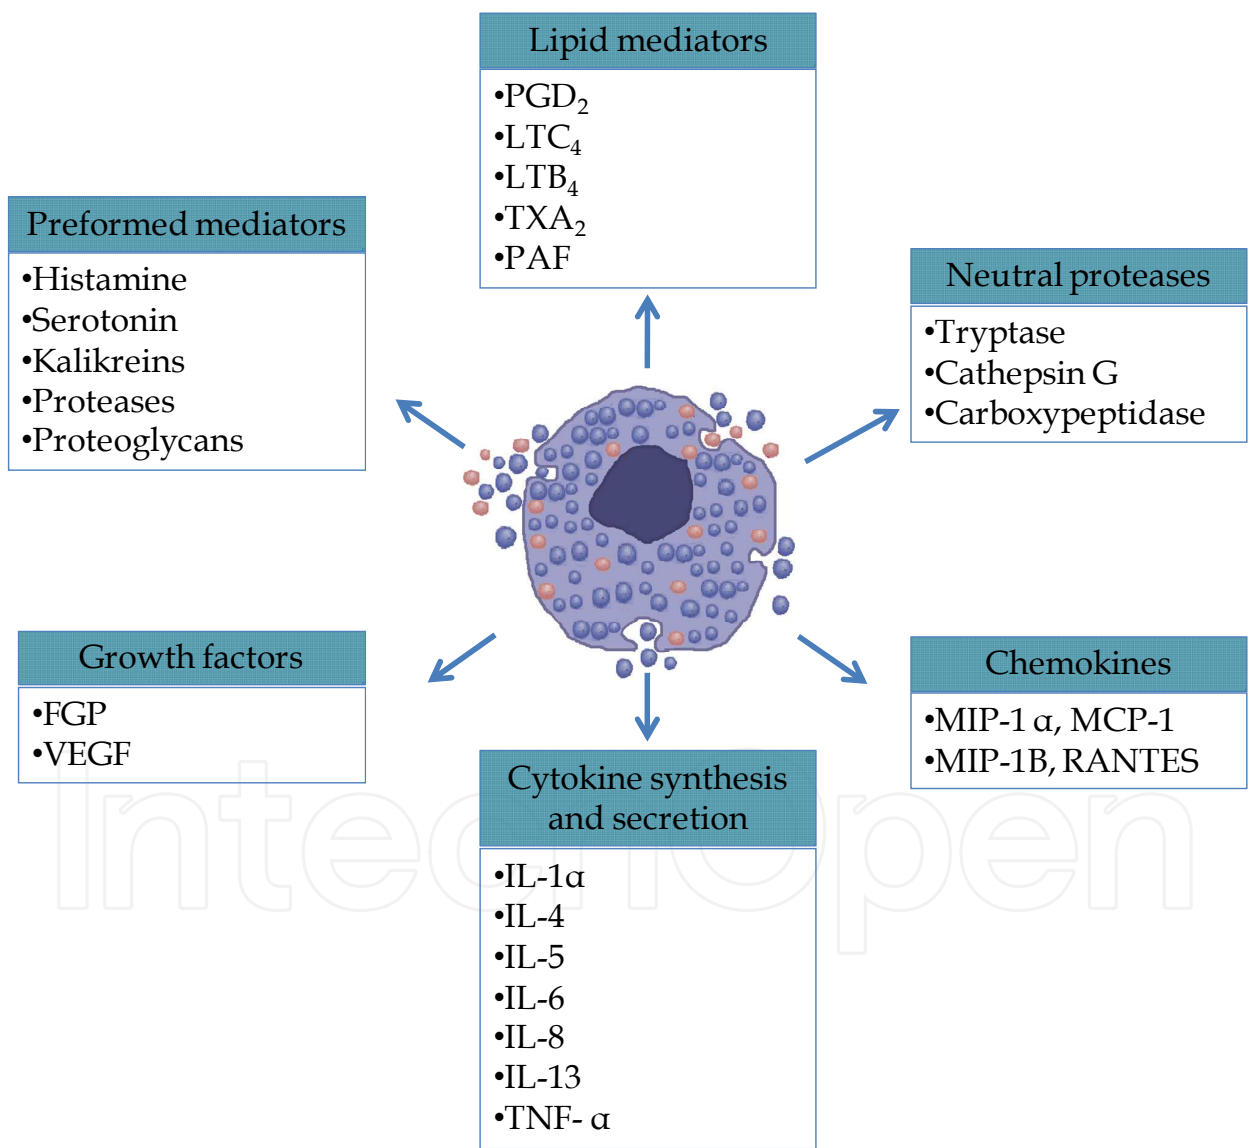 Lipid mediators
•PGD₂
•LTC₄
•LTB₄
•TXA₂
•PAF
Preformed mediators
•Histamine
•Serotonin
•Kalikreins
•Proteases
•Proteoglycans
Neutral proteases
•Tryptase
•Cathepsin G
•Carboxypeptidase
Growth factors
•FGP
•VEGF
Chemokines
•MIP-1 α, MCP-1
•MIP-1B, RANTES
Cytokine synthesis
and secretion
•IL-1α
•IL-4
•IL-5
•IL-6
•IL-8
•IL-13
•TNF- α
IntechOpen